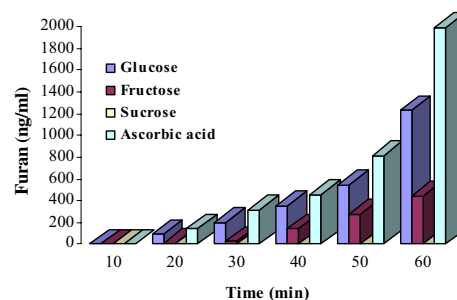 Furan (ng/ml)
2000
1800
1600
1400
1200
1000
800
600
400
200
0
Glucose
Fructose
Sucrose
Ascorbic acid
10 20 30 40 50 60
Time (min)